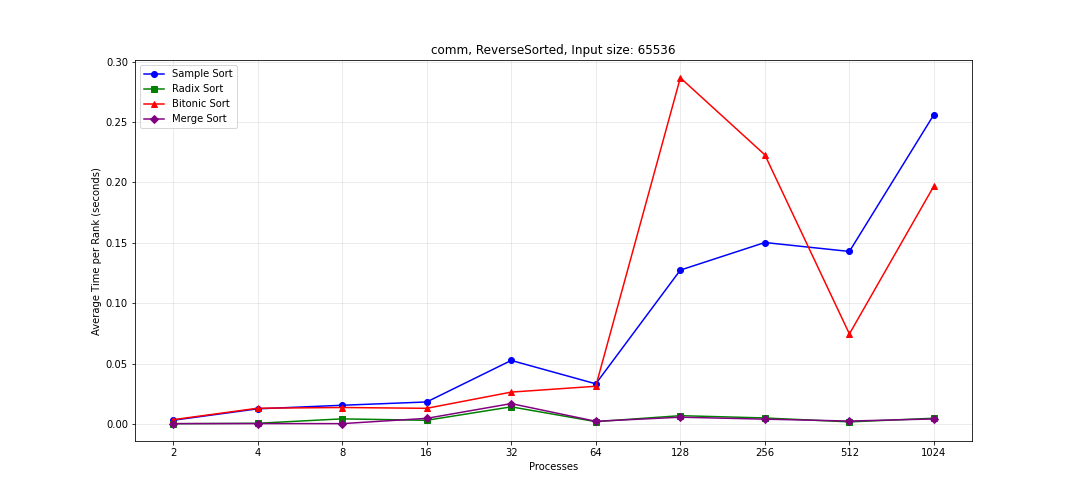 comm, ReverseSorted, Input size: 65536
Sample Sort
Radix Sort
Bitonic Sort
Merge Sort
Average Time per Rank (seconds)
0.30
0.25
0.20
0.15
0.10
0.05
0.00
2 4 8 16 32 64 128 256 512 1024
Processes